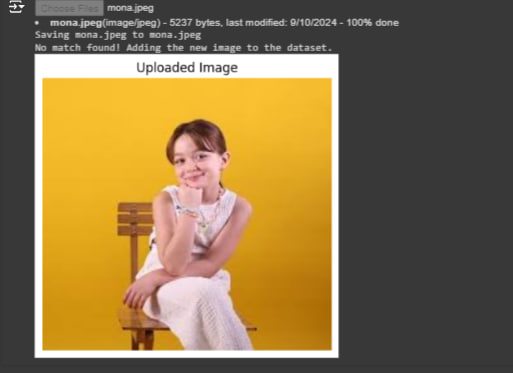 Choose Files mona.jpeg
• mona.jpeg(image/jpeg) - 5237 bytes, last modified: 9/10/2024 - 100% done
Saving mona.jpeg to mona.jpeg
No match found! Adding the new image to the dataset.
Uploaded Image